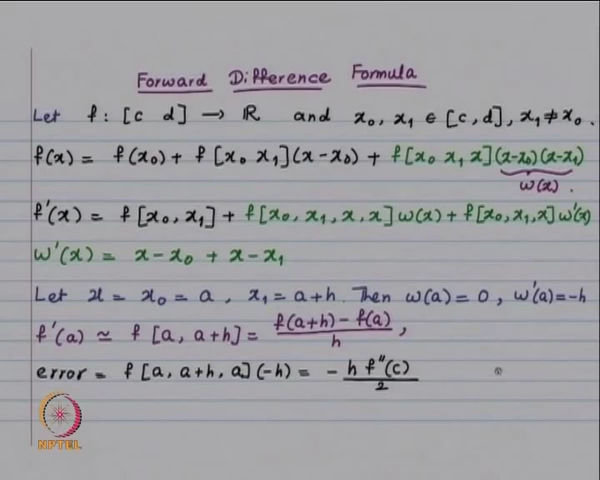 Forward Difference Formula
Let f : [c d] → ℝ and x₀, x₁ ∈ [c, d], x₁ ≠ x₀.
f(x) = f(x₀) + f[x₀ x₁](x-x₀) + f[x₀ x₁ x](x-x₀)(x-x₁)
w(x).
f'(x) = f[x₀, x₁] + f[x₀, x₁, x, x] w(x) + f[x₀, x₁, x] w'(x)
w'(x) = x - x₀ + x - x₁
Let x = x₀ = a, x₁ = a+h. Then w(a) = 0, w'(a) = -h
f'(a) ≃ f[a, a+h] = (f(a+h) - f(a))/h ,
error = f[a, a+h, a](-h) = - (h f''(c))/2
NPTEL